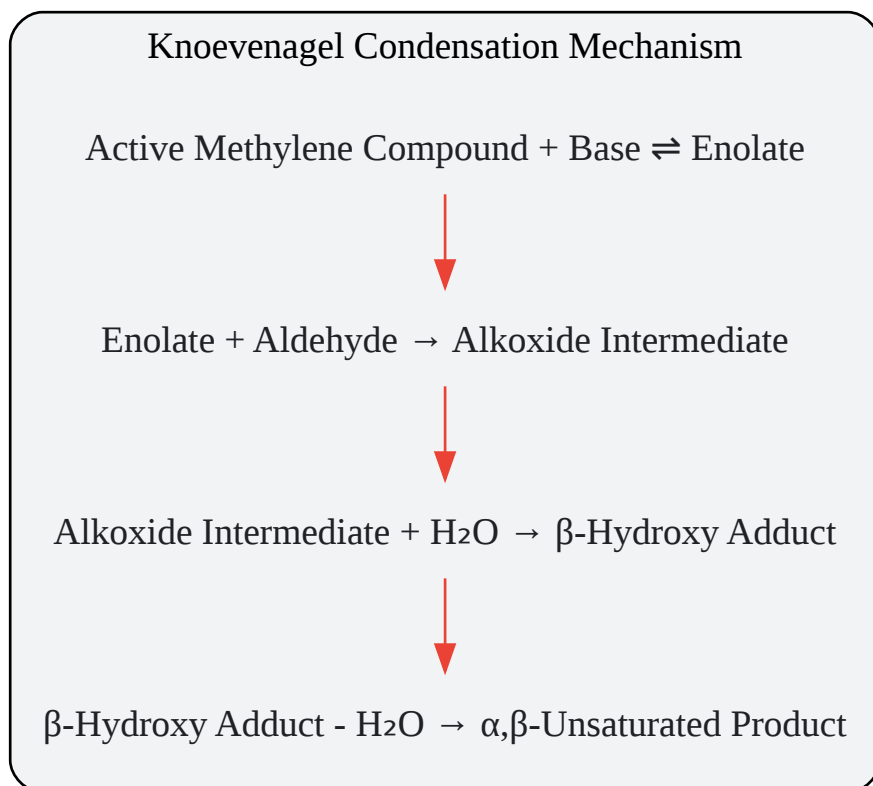 Knoevenagel Condensation Mechanism
Active Methylene Compound + Base ⇌ Enolate
Enolate + Aldehyde → Alkoxide Intermediate
Alkoxide Intermediate + H₂O → β-Hydroxy Adduct
β-Hydroxy Adduct - H₂O → α,β-Unsaturated Product